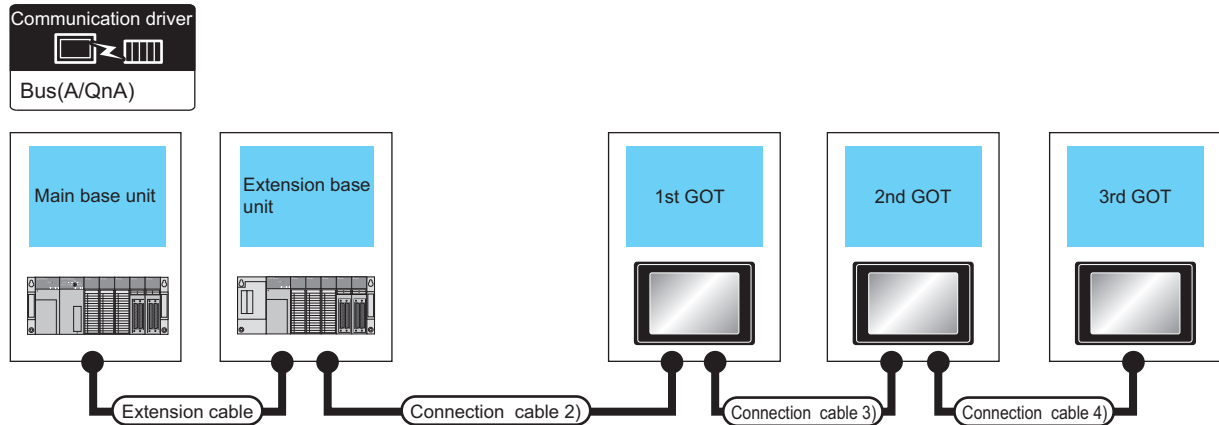 Communication driver
Bus(A/QnA)
Main base unit
Extension base
unit
1st GOT
2nd GOT
3rd GOT
Extension cable
Connection cable 2)
Connection cable 3)
Connection cable 4)